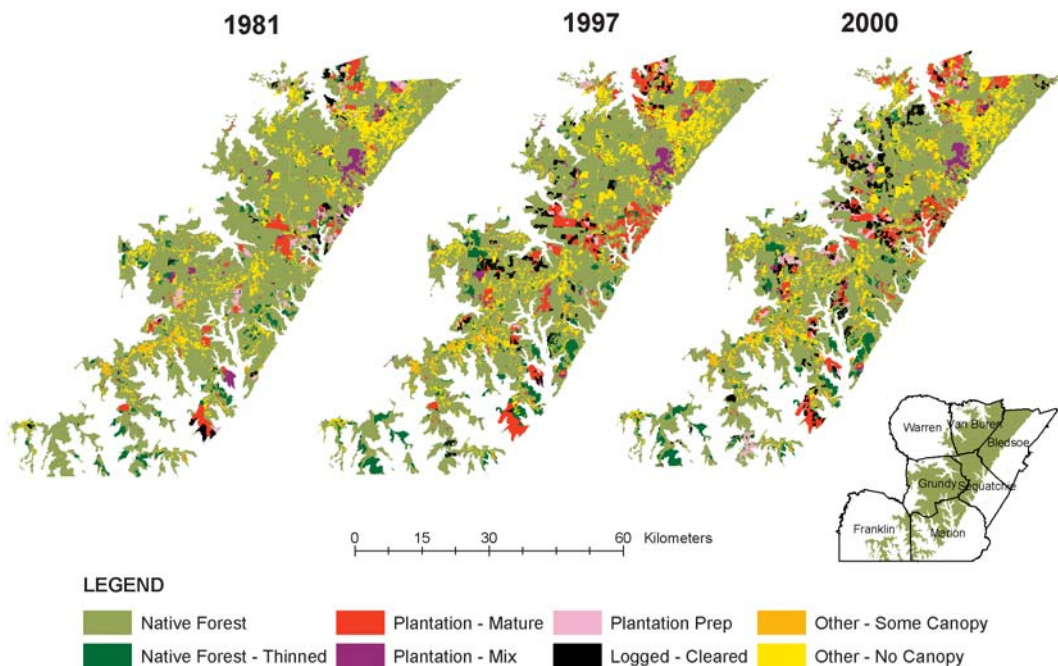 1981
1997
2000
Warren
Van Buren
Bledsoe
Grundy
Sequatchie
Franklin
Marion
0 15 30 60 Kilometers
LEGEND
Native Forest
Plantation - Mature
Plantation Prep
Other - Some Canopy
Native Forest - Thinned
Plantation - Mix
Logged - Cleared
Other - No Canopy